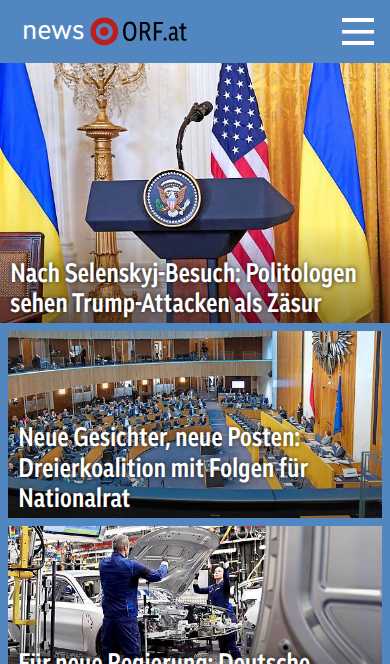 news ORF.at
Nach Selenskyj-Besuch: Politologen
sehen Trump-Attacken als Zäsur
Neue Gesichter, neue Posten:
Dreierkoalition mit Folgen für
Nationalrat
Für neue Regierung: Deutsche